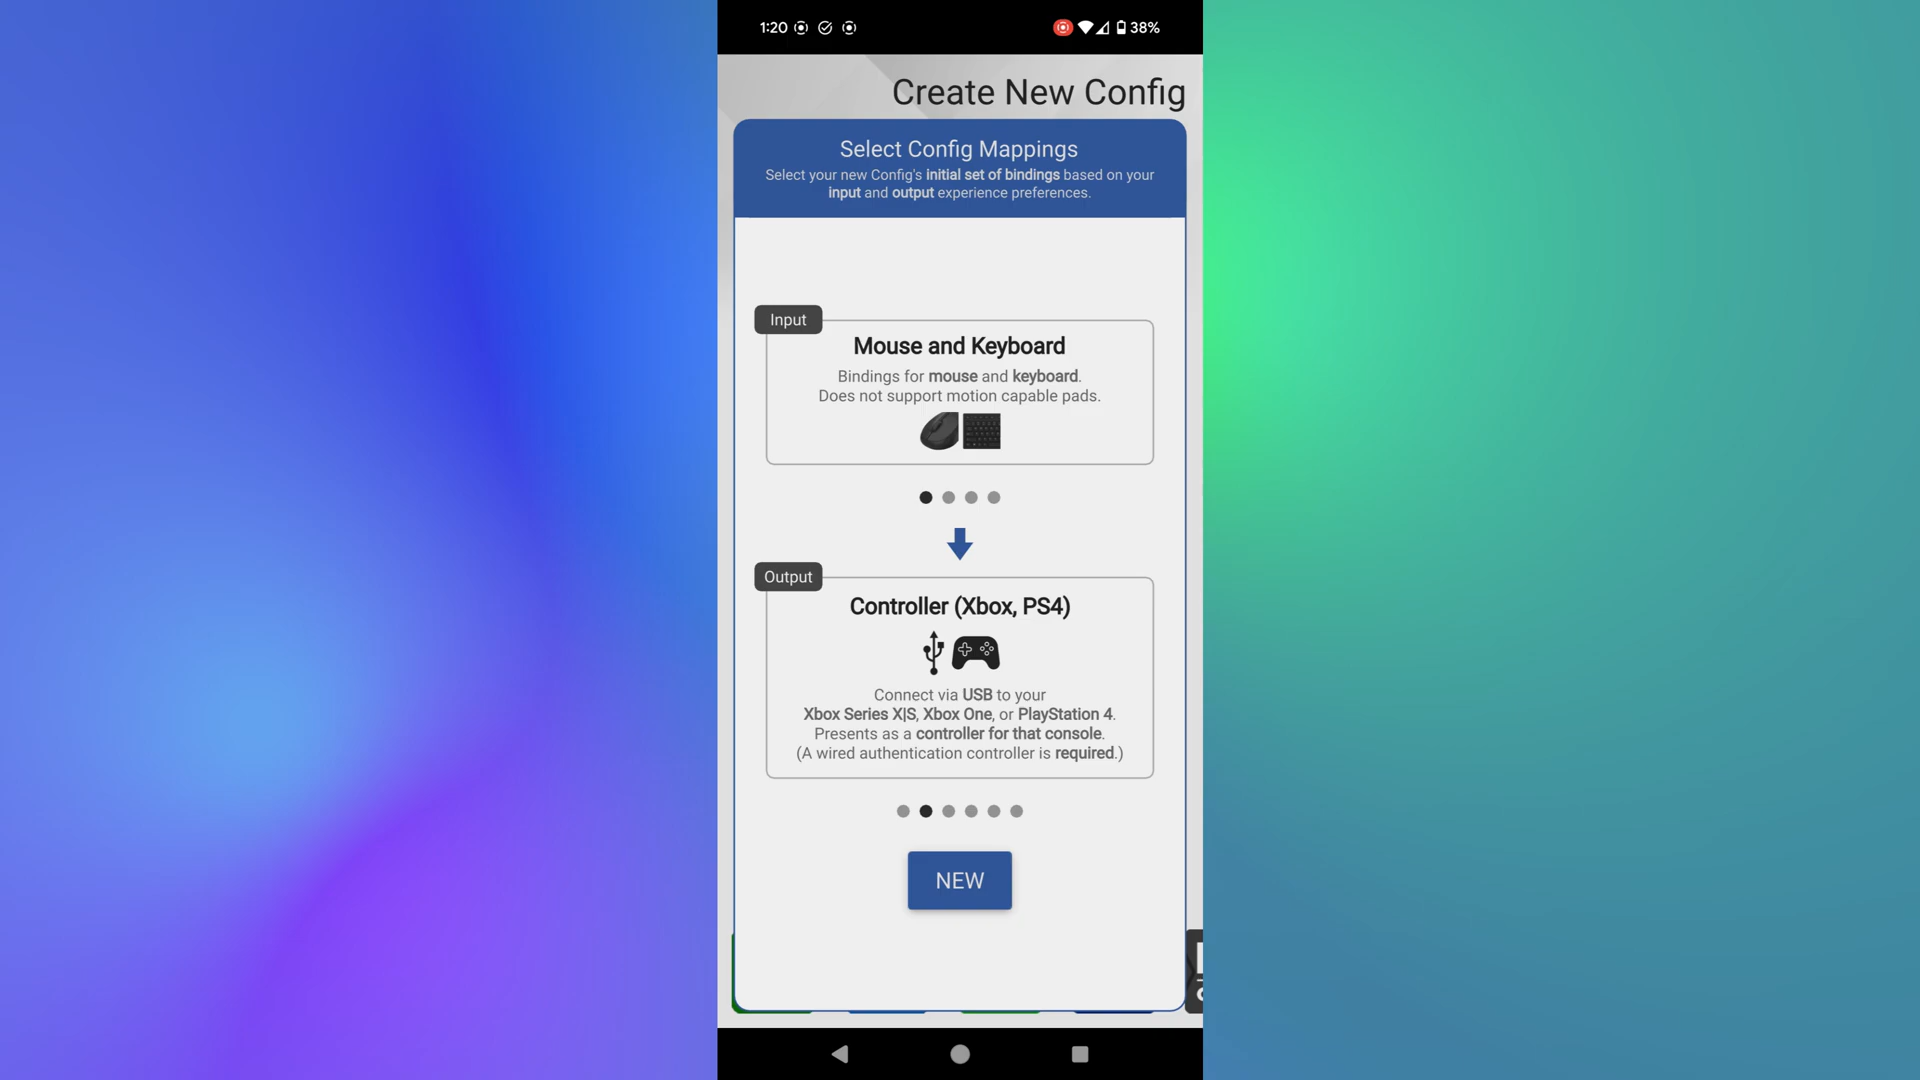 1:20
38%
Create New Config
Select Config Mappings
Select your new Config's initial set of bindings based on your
input and output experience preferences.
Input
Mouse and Keyboard
Bindings for mouse and keyboard.
Does not support motion capable pads.
Output
Controller (Xbox, PS4)
Connect via USB to your
Xbox Series X|S, Xbox One, or PlayStation 4.
Presents as a controller for that console.
(A wired authentication controller is required.)
NEW